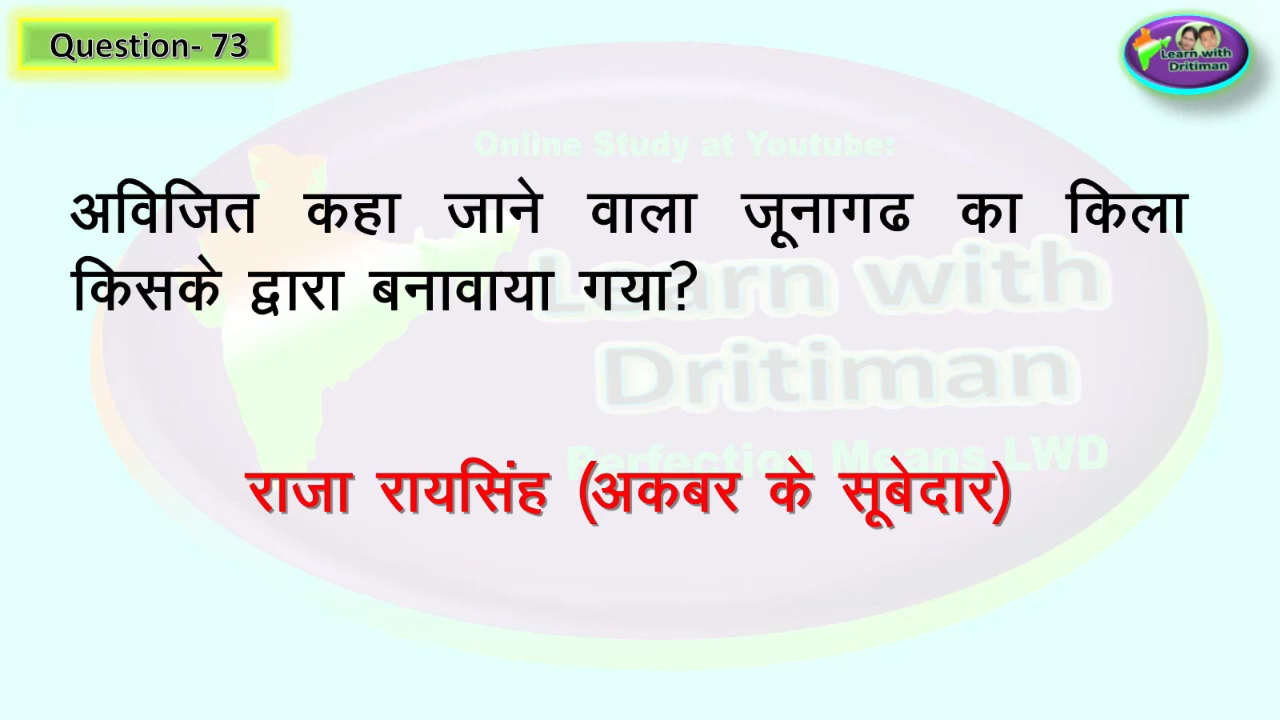 Question- 73
Learn with
Dritiman
Online Study at Youtube:
अविजित कहा जाने वाला जूनागढ का किला
किसके द्वारा बनावाया गया?
Learn with
Dritiman
Perfection Means LWD
राजा रायसिंह (अकबर के सूबेदार)